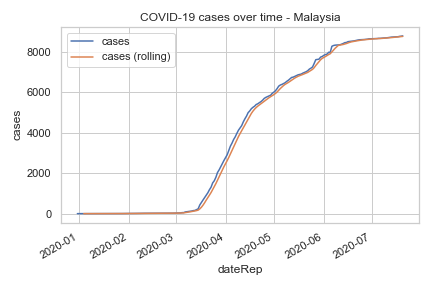 COVID-19 cases over time - Malaysia
cases
cases (rolling)
8000
6000
4000
2000
0
cases
2020-01
2020-02
2020-03
2020-04
2020-05
2020-06
2020-07
dateRep